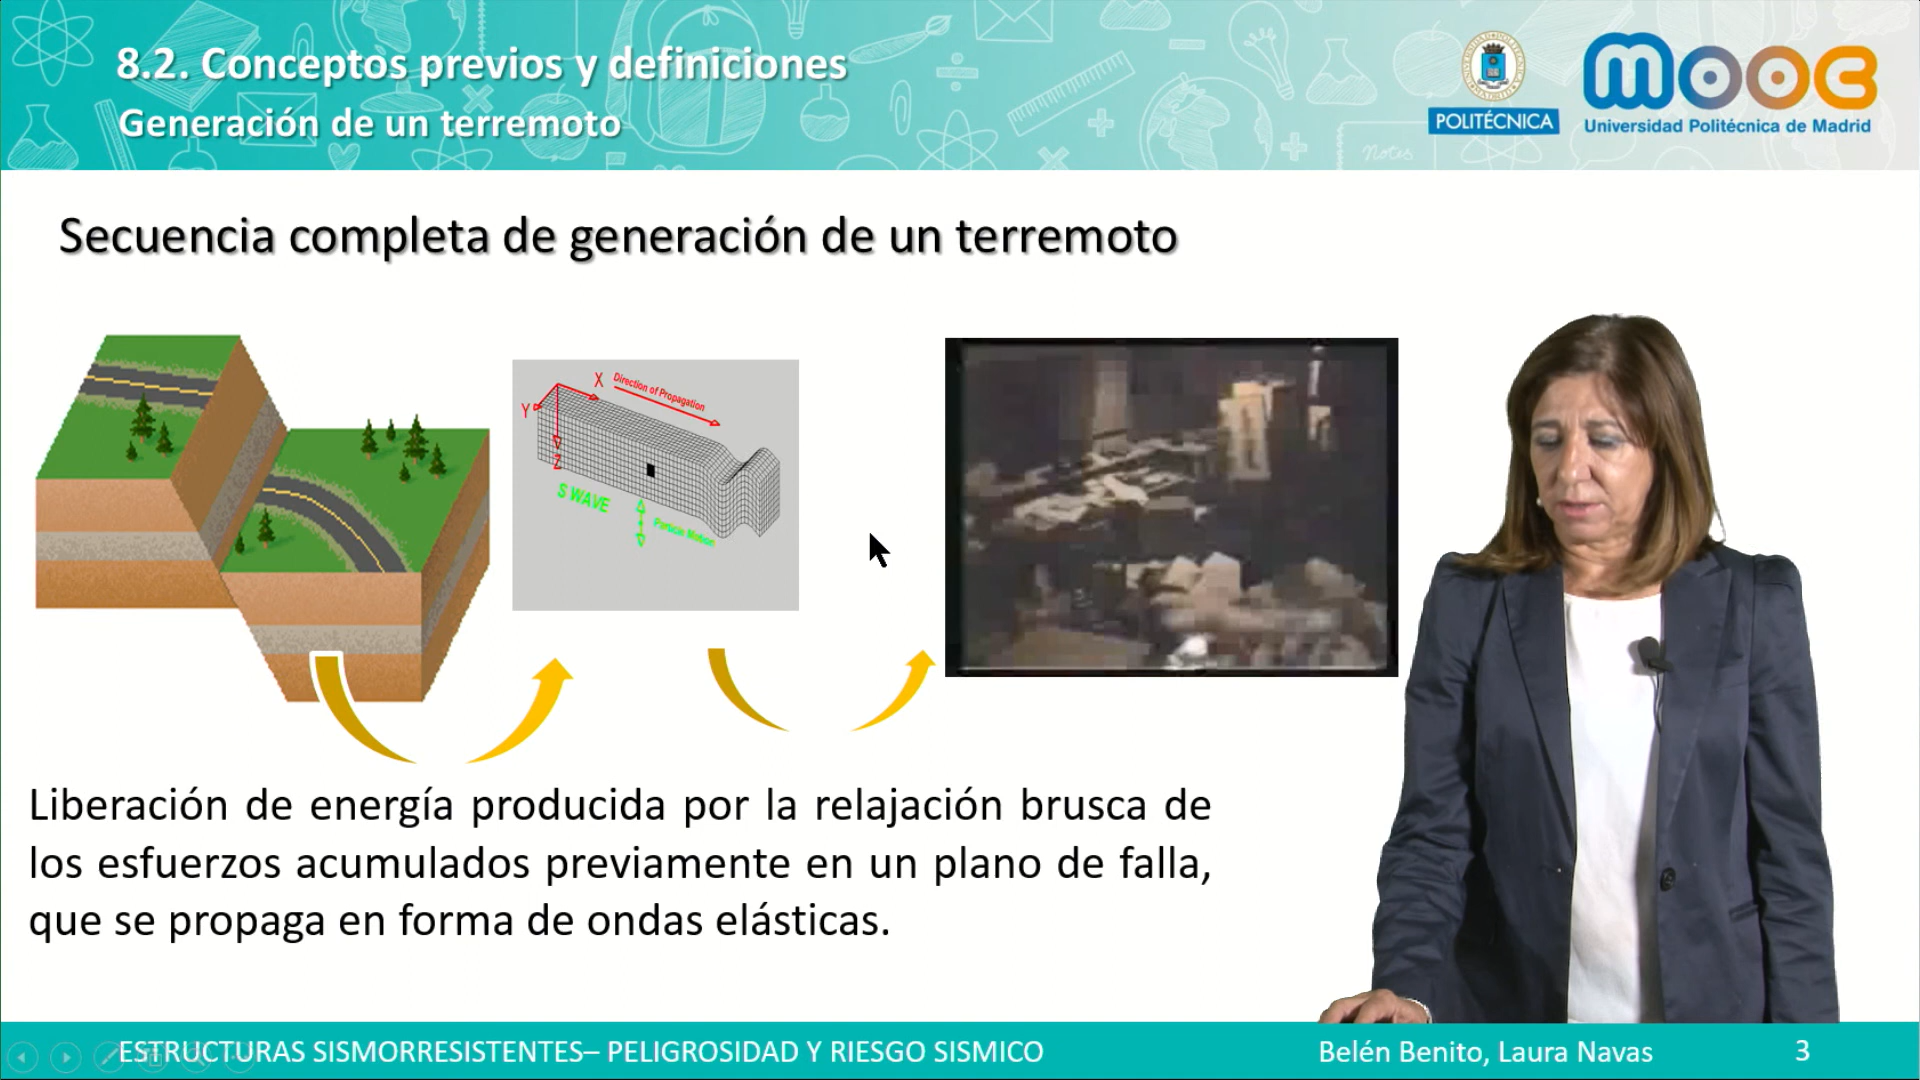 8.2. Conceptos previos y definiciones
Generación de un terremoto
Notes
POLITÉCNICA
mooc
Universidad Politécnica de Madrid
Secuencia completa de generación de un terremoto
X
Direction of Propagation
Y
Z
S WAVE
Particle Motion
Liberación de energía producida por la relajación brusca de
los esfuerzos acumulados previamente en un plano de falla,
que se propaga en forma de ondas elásticas.
ESTRUCTURAS SISMORRESISTENTES– PELIGROSIDAD Y RIESGO SISMICO
Belén Benito, Laura Navas
3